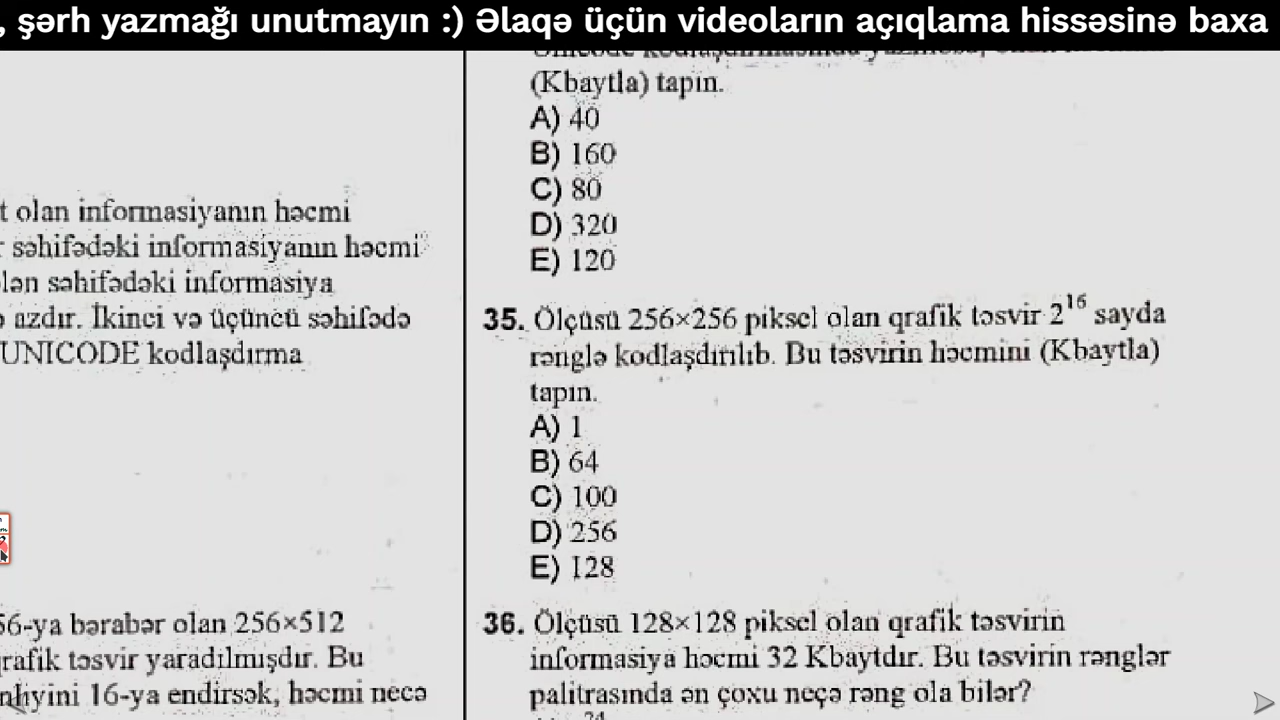 , şərh yazmağı unutmayın :) Əlaqə üçün videoların açıqlama hissəsinə baxa
t olan informasiyanın həcmi
səhifədəki informasiyanın həcmi
lən səhifədəki informasiya
azdır. İkinci və üçüncü səhifədə
UNICODE kodlaşdırma
56-ya bərabər olan 256×512
rafik təsvir yaradılmışdır. Bu
nliyini 16-ya endirsək, həcmi necə
(Kbaytla) tapın.
A) 40
B) 160
C) 80
D) 320
E) 120
35. Ölçüsü 256×256 piksel olan qrafik təsvir 2¹⁶ sayda
rənglə kodlaşdırılıb. Bu təsvirin həcmini (Kbaytla)
tapın.
A) 1
B) 64
C) 100
D) 256
E) 128
36. Ölçüsü 128×128 piksel olan qrafik təsvirin
informasiya həcmi 32 Kbaytdır. Bu təsvirin rənglər
palitrasında ən çoxu neçə rəng ola bilər?